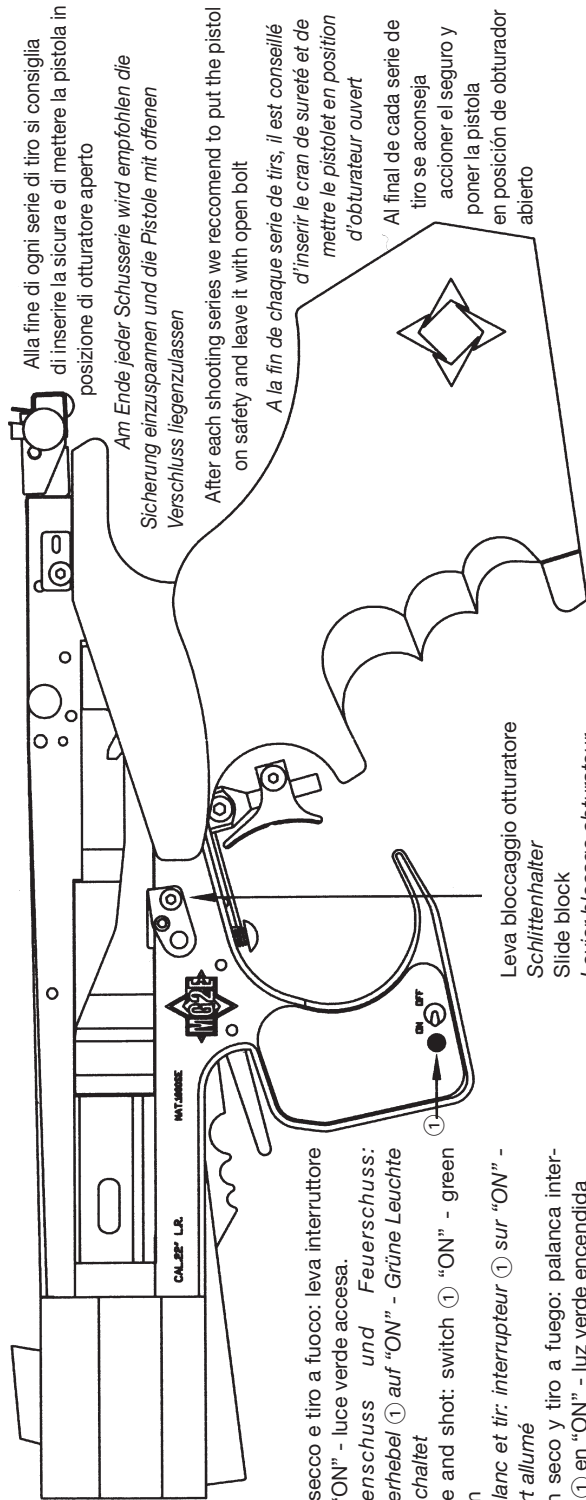 Alla fine di ogni serie di tiro si consiglia
di inserire la sicura e di mettere la pistola in
posizione di otturatore aperto
Am Ende jeder Schusserie wird empfohlen die
Sicherung einzuspannen und die Pistole mit offenen
Verschluss liegenzulassen
After each shooting series we reccomend to put the pistol
on safety and leave it with open bolt
A la fin de chaque serie de tirs, il est conseillé
d'inserir le cran de sureté et de
mettre le pistolet en position
d'obturateur ouvert
Al final de cada serie de
tiro se aconseja
accioner el seguro y
poner la pistola
en posición de obturador
abierto
CAL.22" L.R.
MG2E
ON OFF
①
Leva bloccaggio otturatore
Schlittenhalter
Slide block
Levier blocage obturateur
secco e tiro a fuoco: leva interruttore
"ON" - luce verde accesa.
enschuss und Feuerschuss:
erhebel ① auf "ON" - Grüne Leuchte
chaltet
e and shot: switch ① "ON" - green
n
lanc et tir: interrupteur ① sur "ON" -
rt allumé
n seco y tiro a fuego: palanca inter-
① en "ON" - luz verde encendida